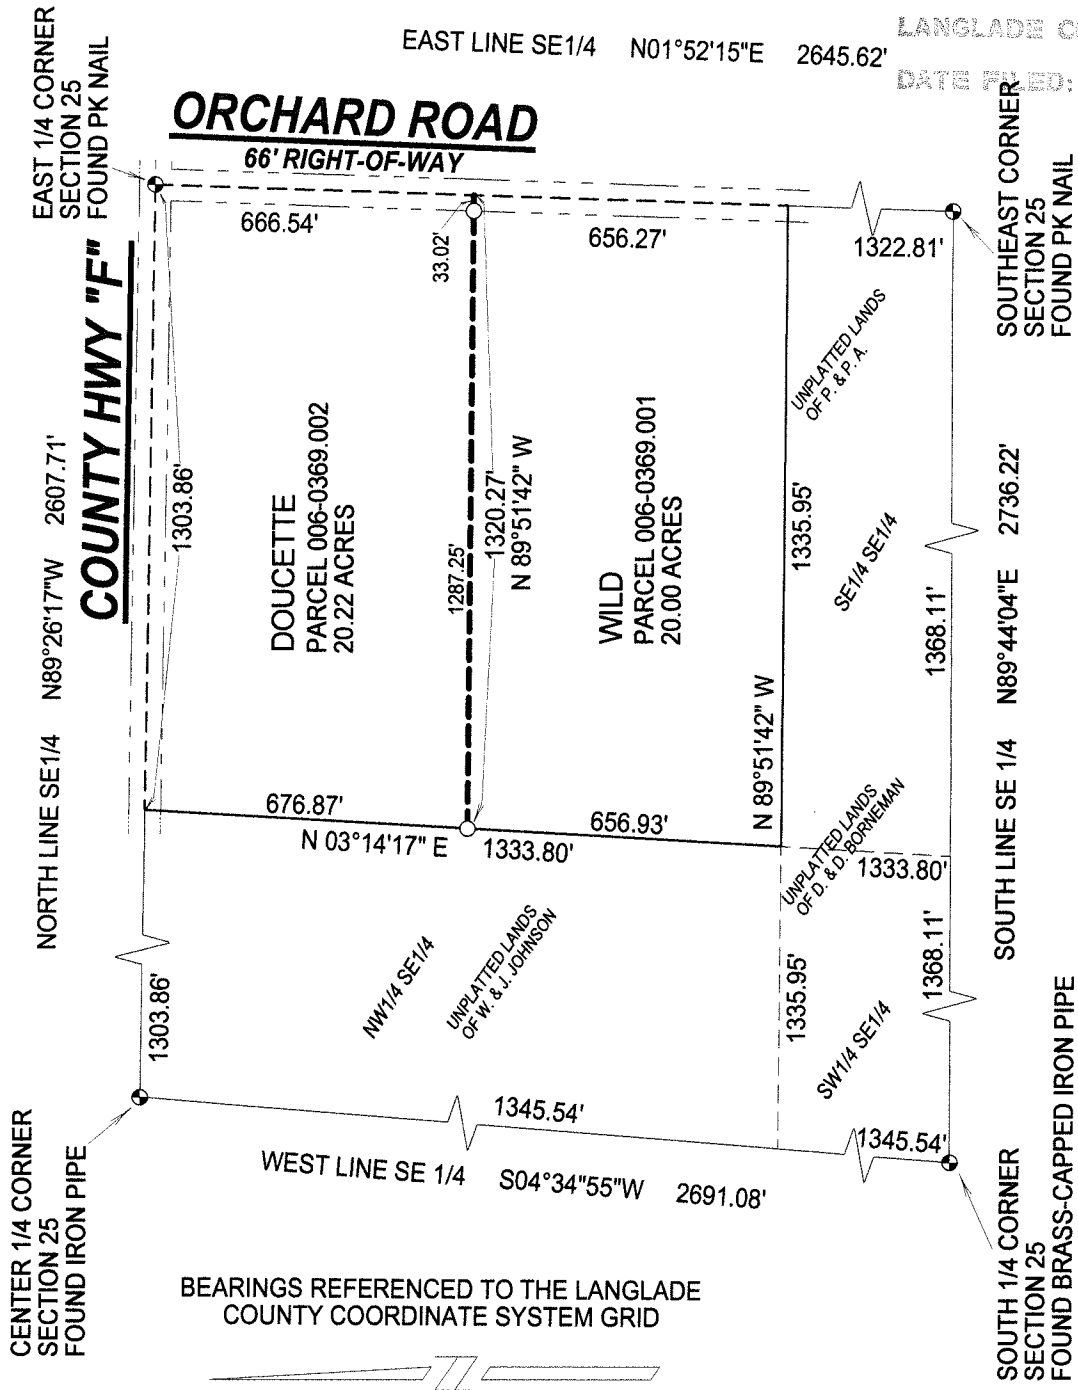 LANGLADE CO
DATE FILED:
EAST LINE SE1/4 N01°52'15"E 2645.62'
EAST 1/4 CORNER
SECTION 25
FOUND PK NAIL
ORCHARD ROAD
66' RIGHT-OF-WAY
SOUTHEAST CORNER
SECTION 25
FOUND PK NAIL
666.54'
33.02'
656.27'
1322.81'
COUNTY HWY "F"
NORTH LINE SE1/4 N89°26'17"W 2607.71'
1303.86'
DOUCETTE
PARCEL 006-0369.002
20.22 ACRES
1287.25'
1320.27'
N 89°51'42" W
WILD
PARCEL 006-0369.001
20.00 ACRES
N 89°51'42" W
1335.95'
UNPLATTED LANDS
OF P. & P. A.
SE1/4 SE1/4
1368.11'
SOUTH LINE SE 1/4 N89°44'04"E 2736.22'
676.87'
N 03°14'17" E
1333.80'
656.93'
UNPLATTED LANDS
OF D. & D. BORNEMAN
1333.80'
1303.86'
NW1/4 SE1/4
UNPLATTED LANDS
OF W. & J. JOHNSON
1335.95'
SW1/4 SE1/4
1368.11'
CENTER 1/4 CORNER
SECTION 25
FOUND IRON PIPE
1345.54'
1345.54'
WEST LINE SE 1/4 S04°34"55"W 2691.08'
SOUTH 1/4 CORNER
SECTION 25
FOUND BRASS-CAPPED IRON PIPE
BEARINGS REFERENCED TO THE LANGLADE
COUNTY COORDINATE SYSTEM GRID